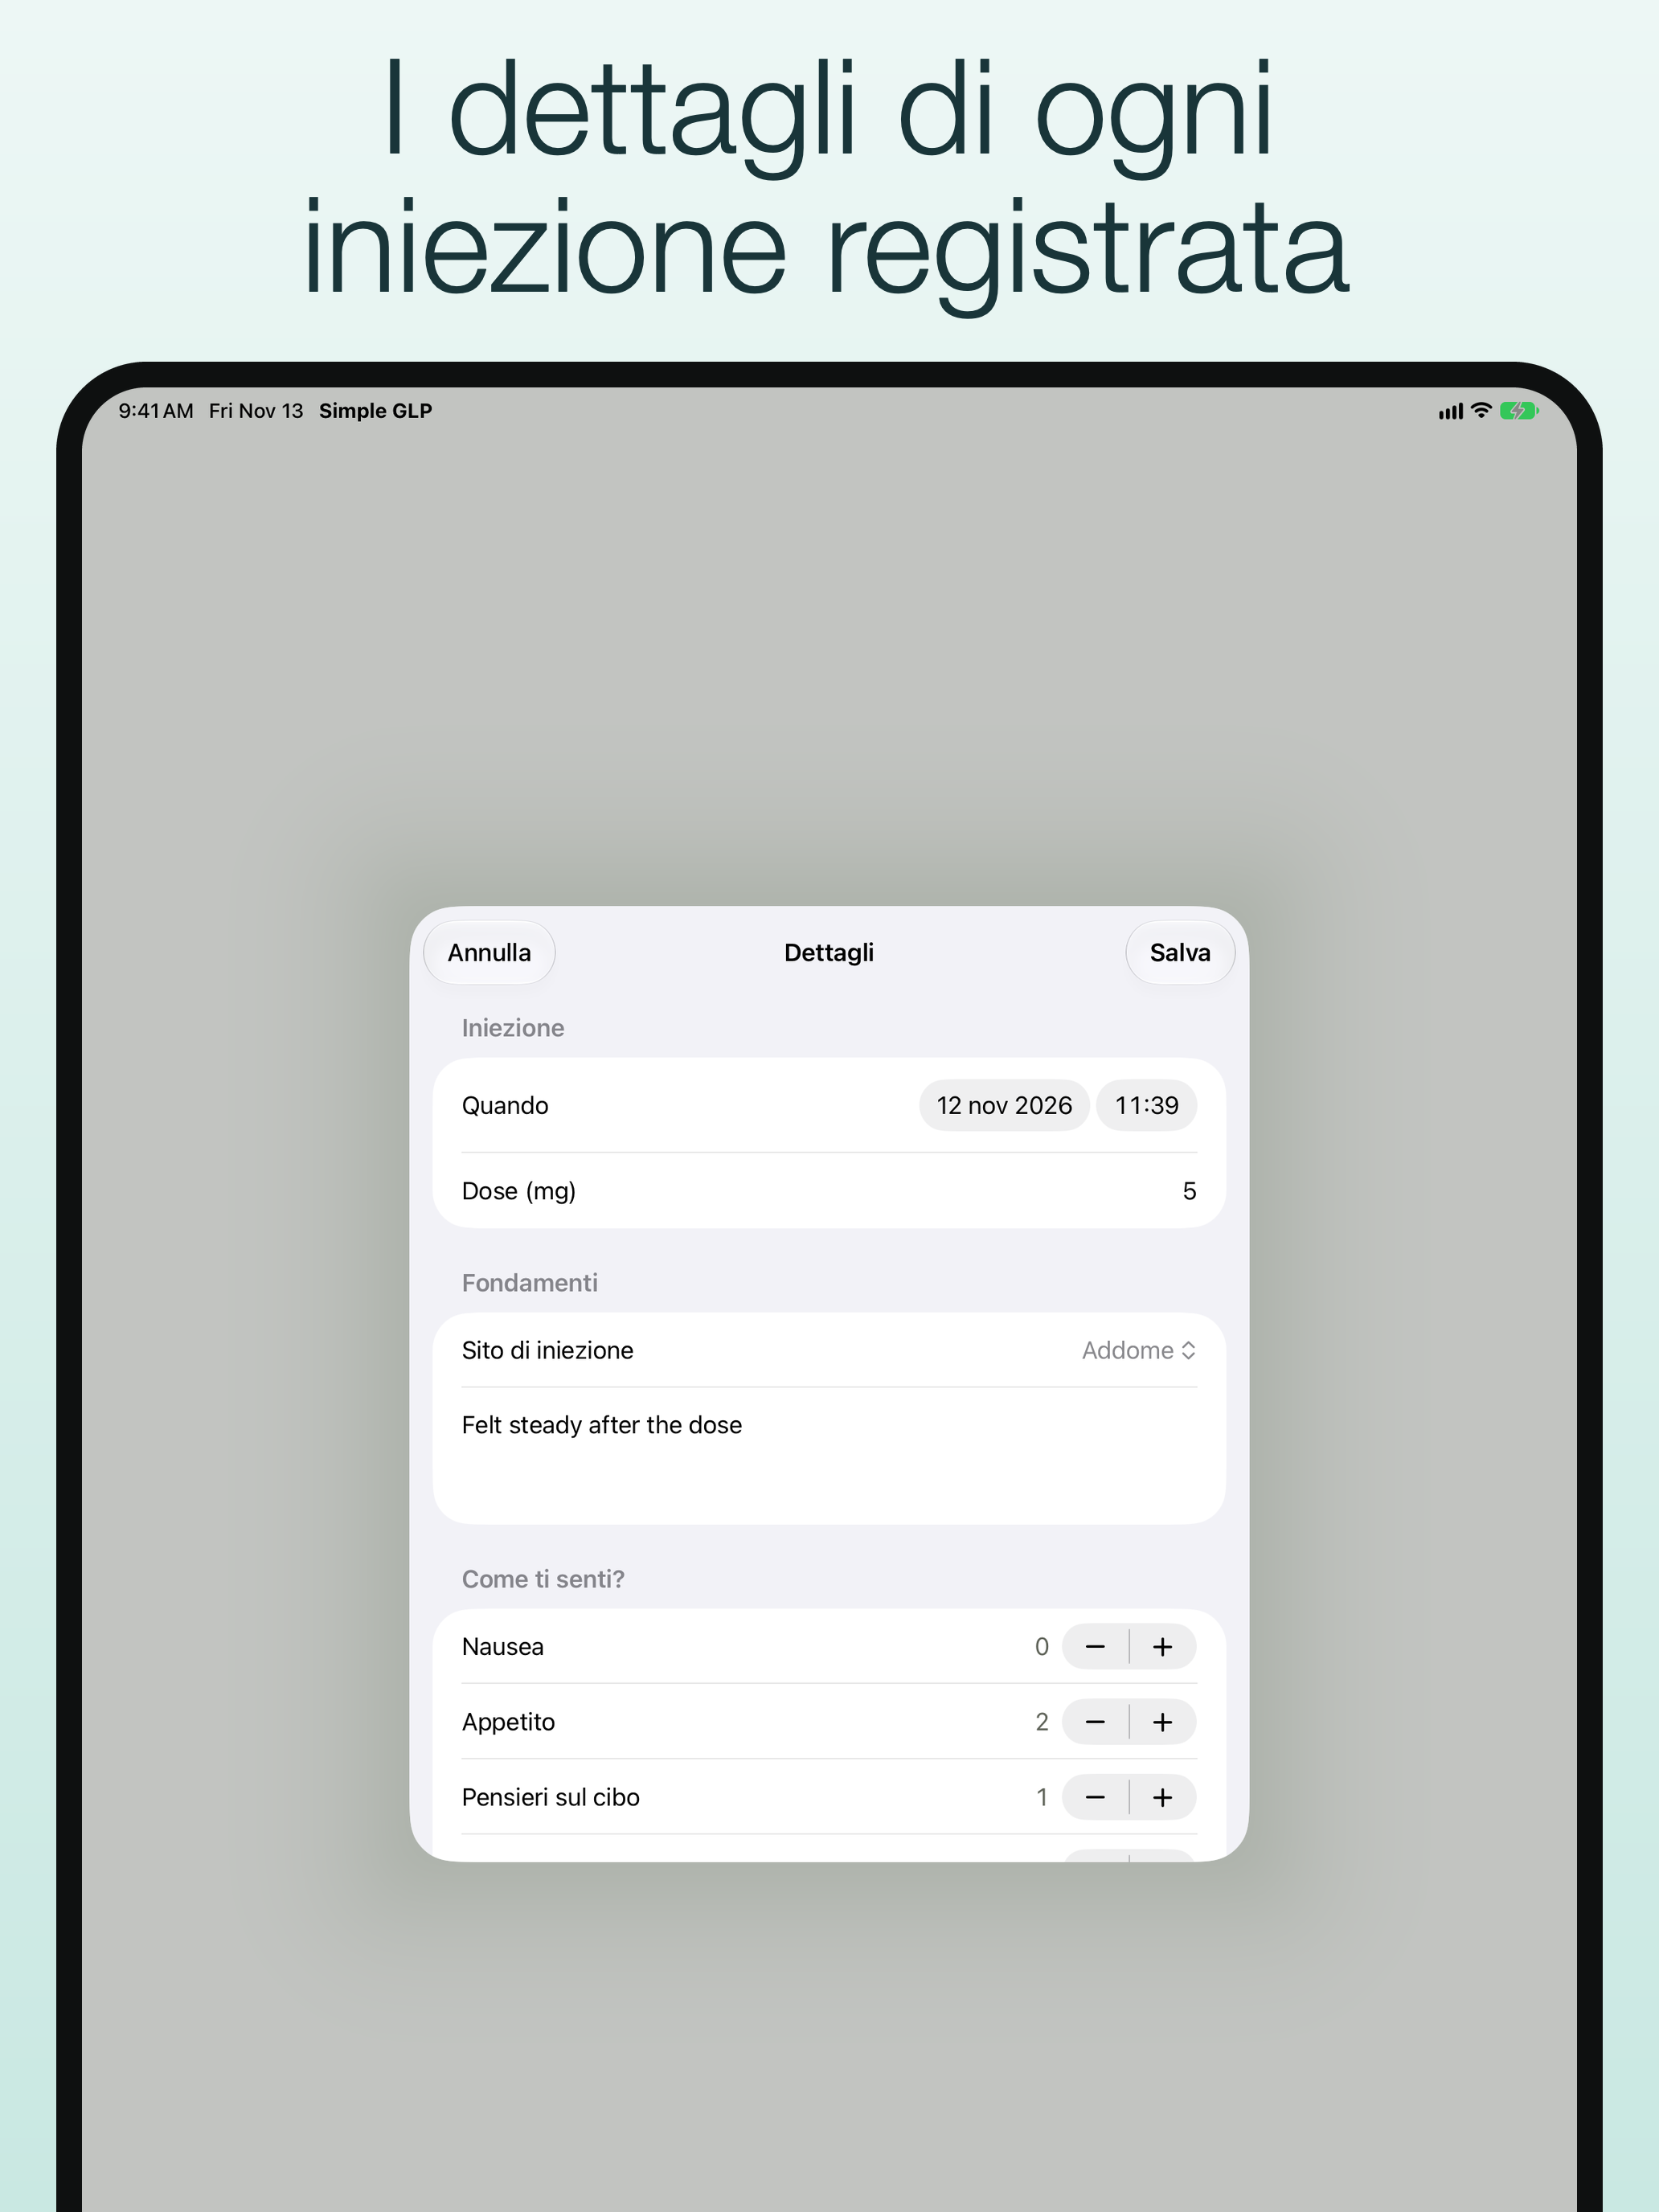 I dettagli di ogni
iniezione registrata
9:41 AM Fri Nov 13 Simple GLP
Annulla Dettagli Salva
Iniezione
Quando 12 nov 2026 11:39
Dose (mg) 5
Fondamenti
Sito di iniezione Addome
Felt steady after the dose
Come ti senti?
Nausea 0 − +
Appetito 2 − +
Pensieri sul cibo 1 − +